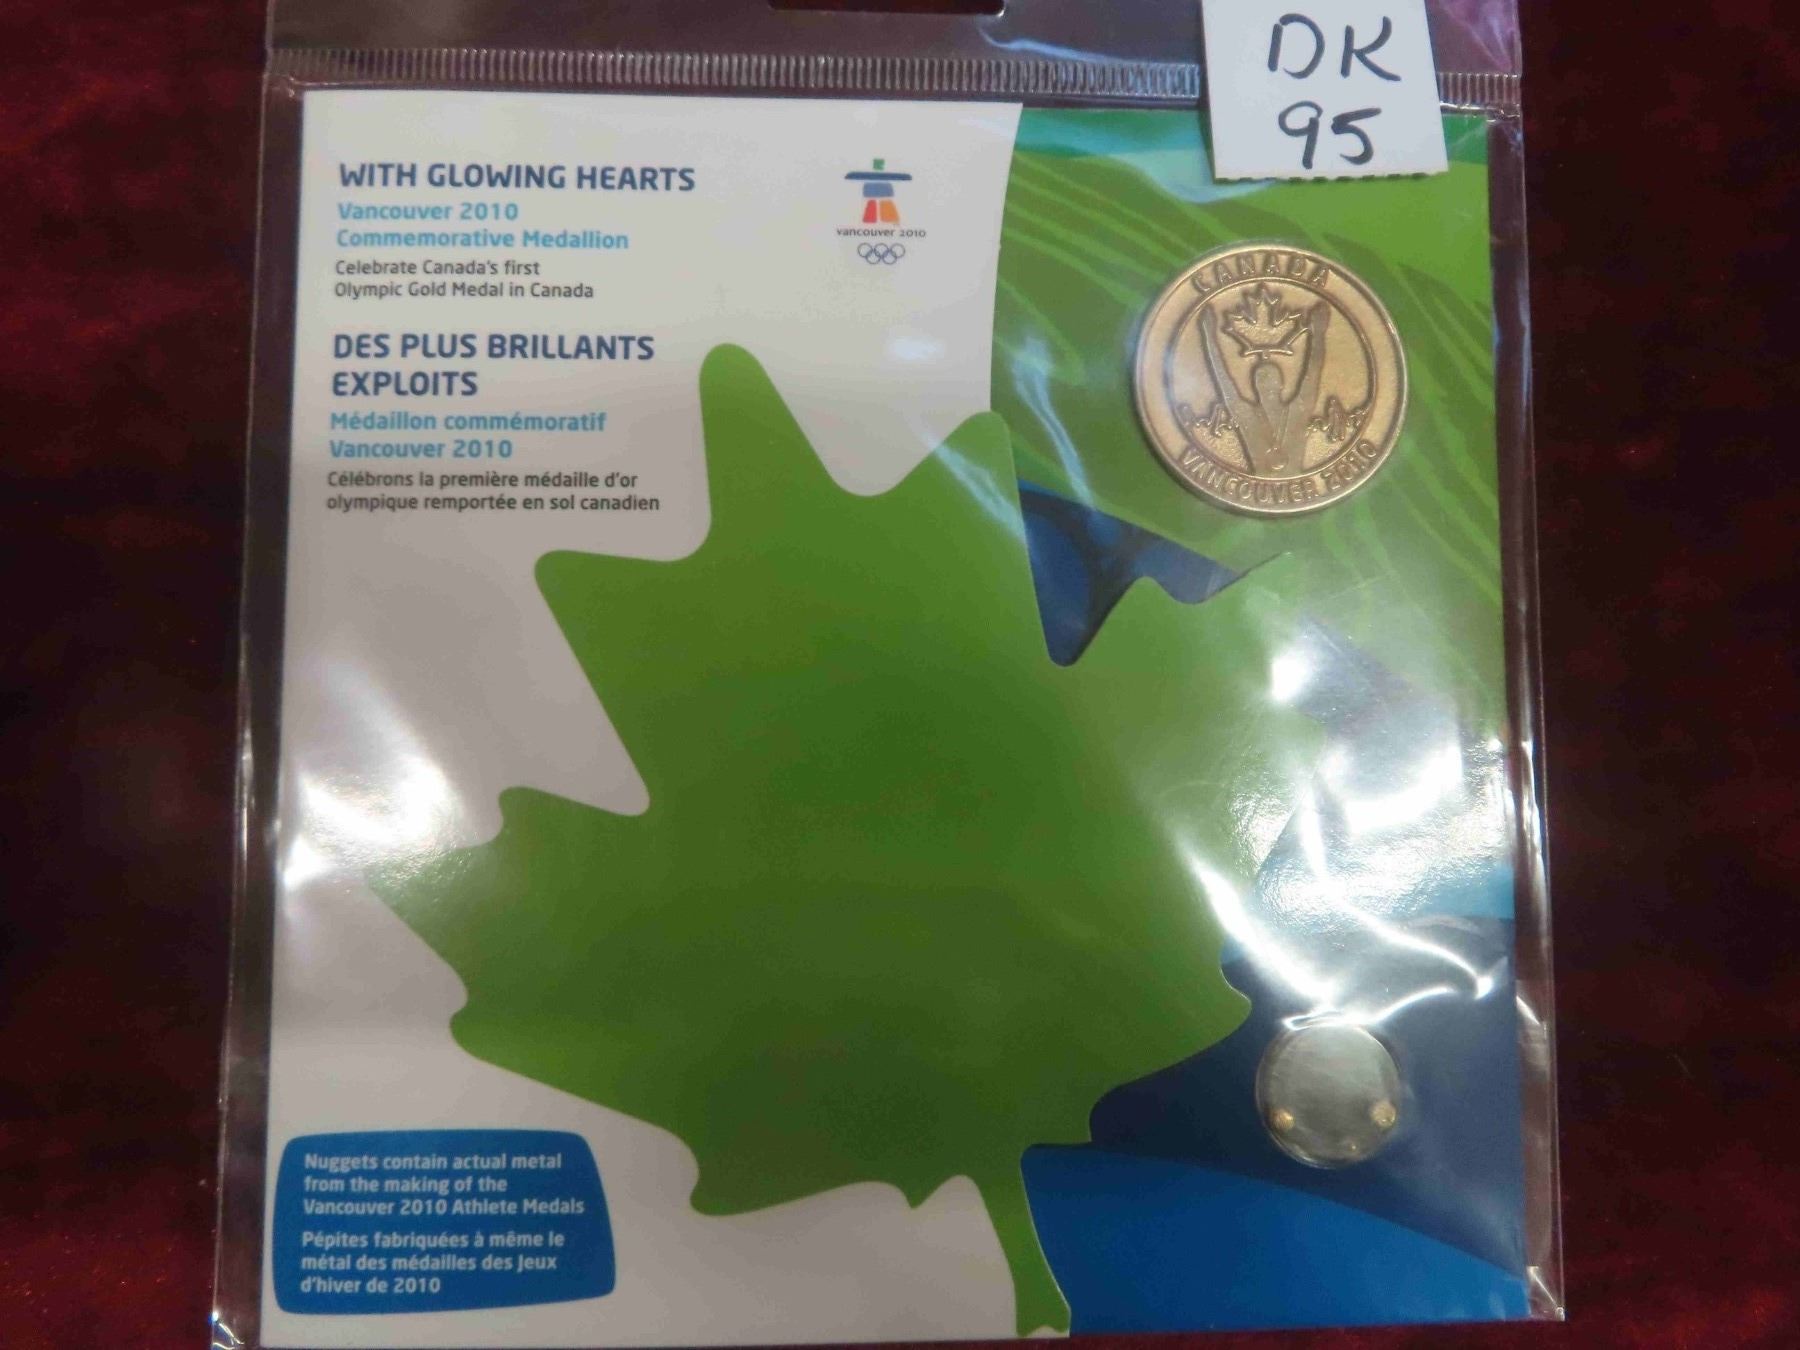 DK
95
WITH GLOWING HEARTS
Vancouver 2010
Commemorative Medallion
Celebrate Canada's first
Olympic Gold Medal in Canada
vancouver 2010
DES PLUS BRILLANTS
EXPLOITS
Médaillon commémoratif
Vancouver 2010
Célébrons la première médaille d'or
olympique remportée en sol canadien
CANADA
VANCOUVER 2010
Nuggets contain actual metal
from the making of the
Vancouver 2010 Athlete Medals
Pépites fabriquées à même le
métal des médailles des Jeux
d'hiver de 2010